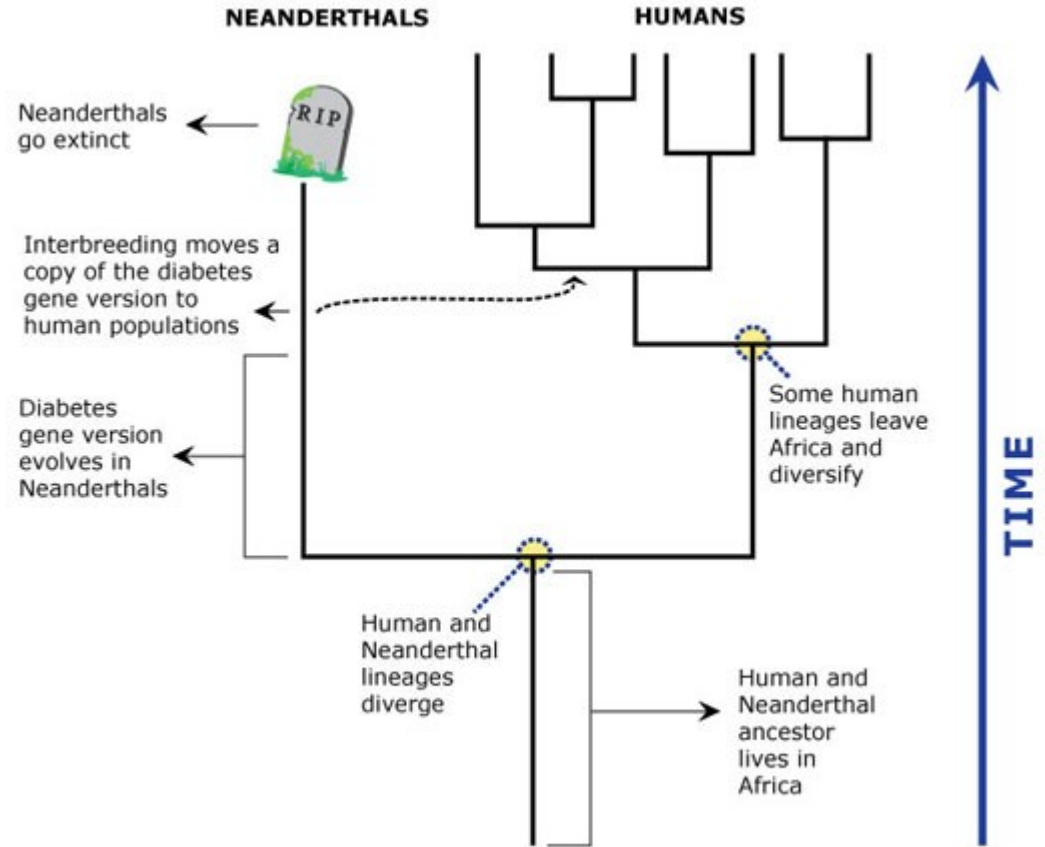 NEANDERTHALS
HUMANS
Neanderthals
go extinct
RIP
Interbreeding moves a
copy of the diabetes
gene version to
human populations
Diabetes
gene version
evolves in
Neanderthals
Some human
lineages leave
Africa and
diversify
TIME
Human and
Neanderthal
lineages
diverge
Human and
Neanderthal
ancestor
lives in
Africa